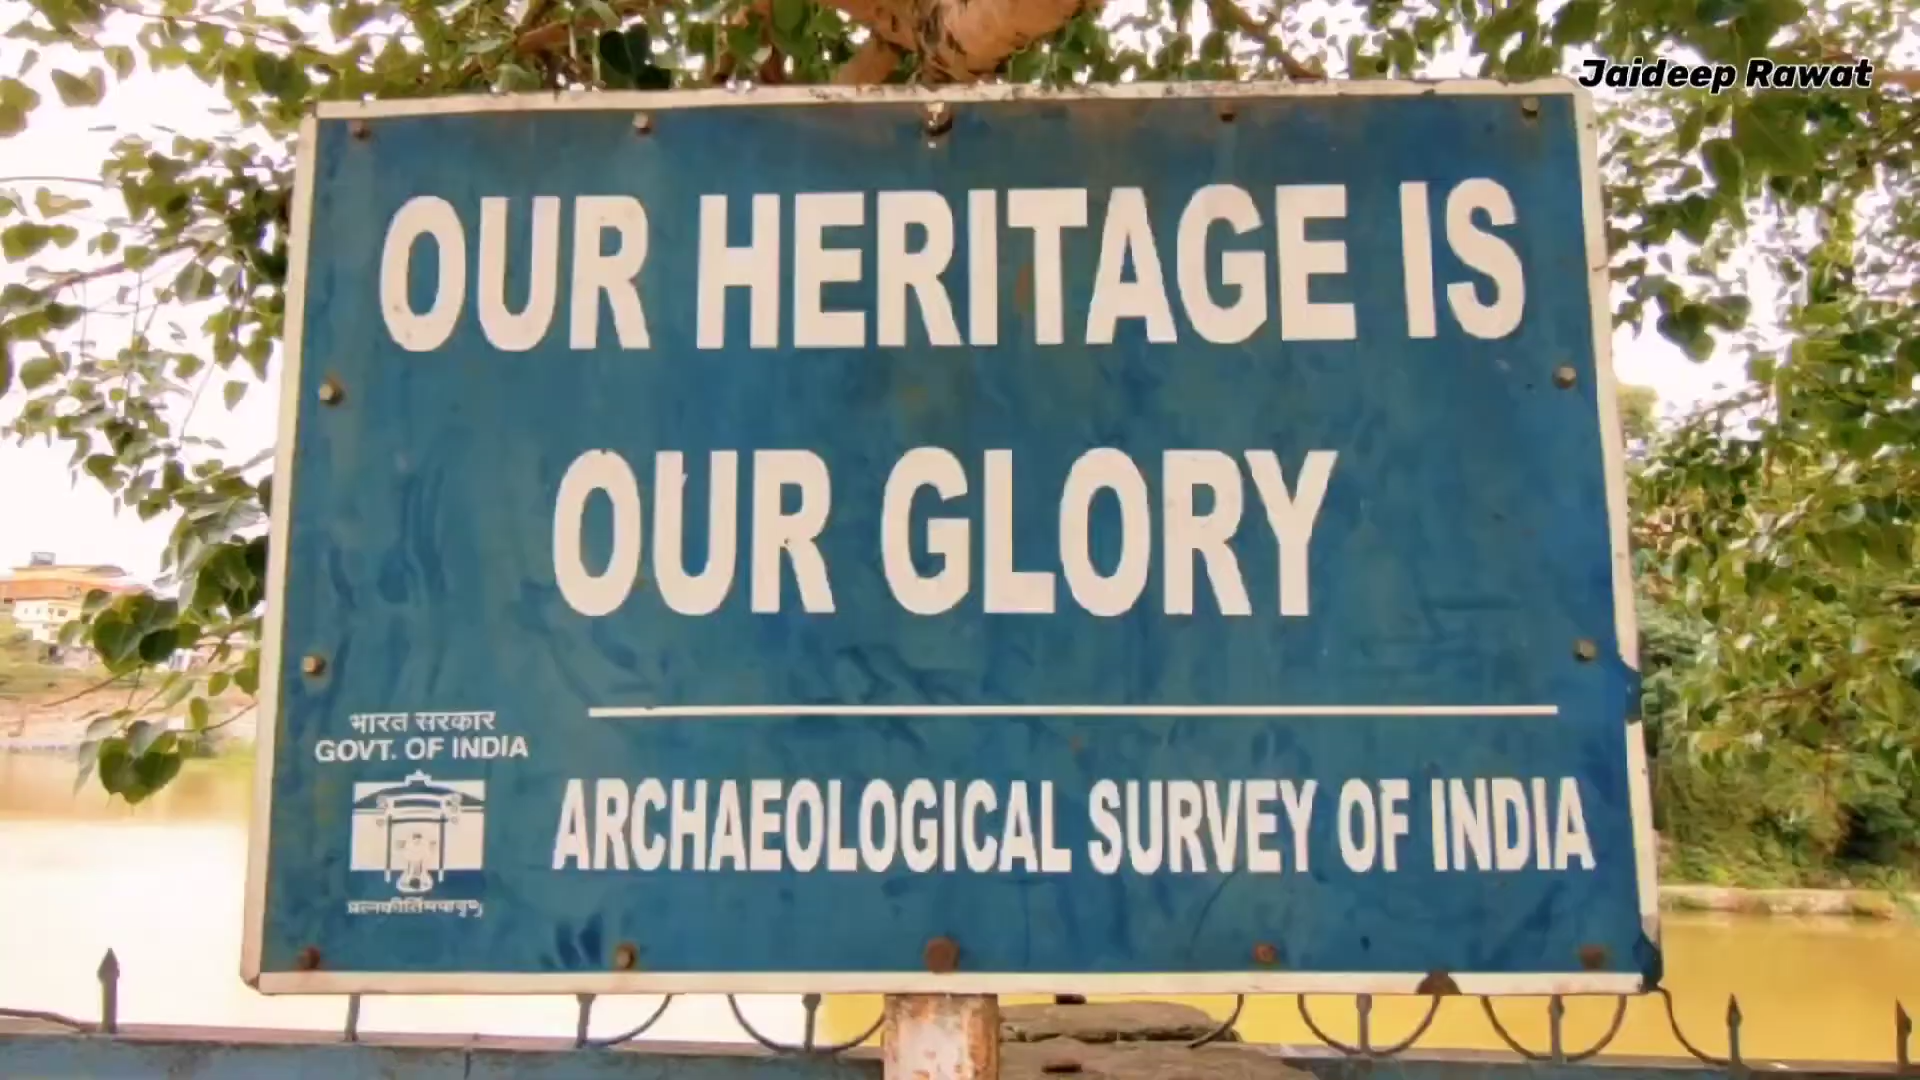 Jaideep Rawat
OUR HERITAGE IS
OUR GLORY
भारत सरकार
GOVT. OF INDIA
ARCHAEOLOGICAL SURVEY OF INDIA